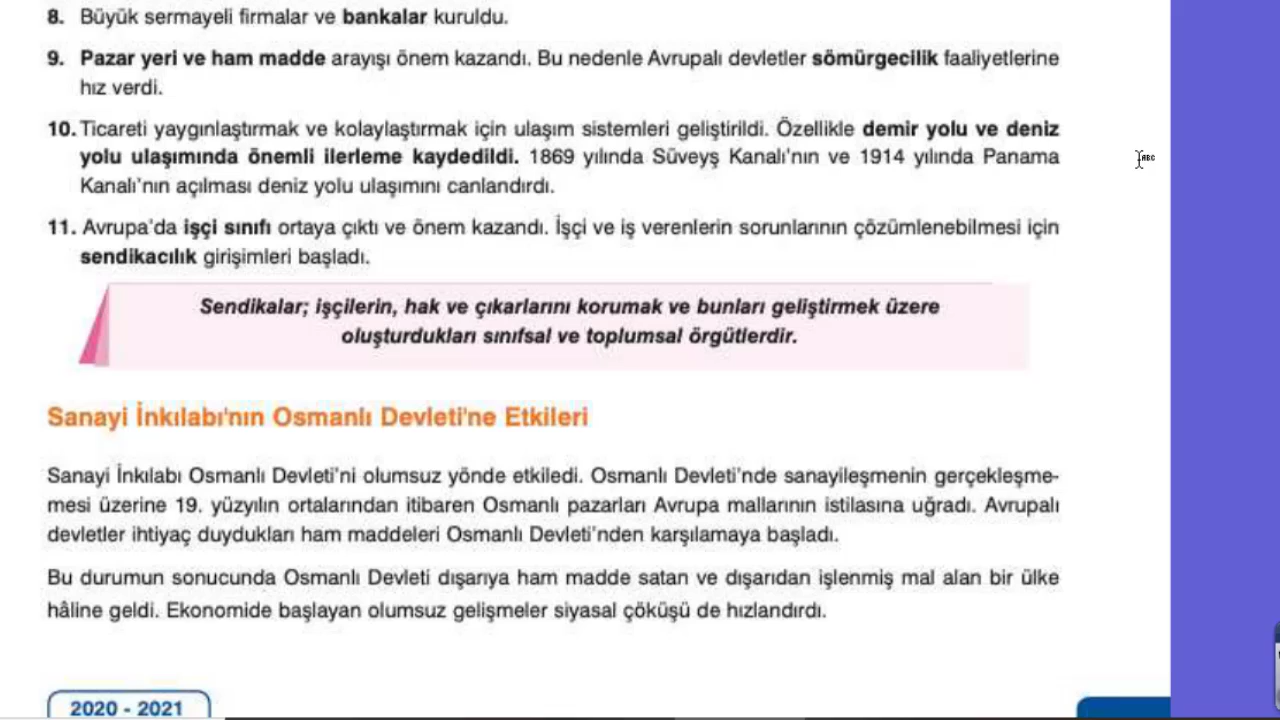 8. Büyük sermayeli firmalar ve bankalar kuruldu.
9. Pazar yeri ve ham madde arayışı önem kazandı. Bu nedenle Avrupalı devletler sömürgecilik faaliyetlerine
hız verdi.
10. Ticareti yaygınlaştırmak ve kolaylaştırmak için ulaşım sistemleri geliştirildi. Özellikle demir yolu ve deniz
yolu ulaşımında önemli ilerleme kaydedildi. 1869 yılında Süveyş Kanalı'nın ve 1914 yılında Panama
Kanalı'nın açılması deniz yolu ulaşımını canlandırdı.
11. Avrupa'da işçi sınıfı ortaya çıktı ve önem kazandı. İşçi ve iş verenlerin sorunlarının çözümlenebilmesi için
sendikacılık girişimleri başladı.
Sendikalar; işçilerin, hak ve çıkarlarını korumak ve bunları geliştirmek üzere
oluşturdukları sınıfsal ve toplumsal örgütlerdir.
Sanayi İnkılabı'nın Osmanlı Devleti'ne Etkileri
Sanayi İnkılabı Osmanlı Devleti'ni olumsuz yönde etkiledi. Osmanlı Devleti'nde sanayileşmenin gerçekleşme-
mesi üzerine 19. yüzyılın ortalarından itibaren Osmanlı pazarları Avrupa mallarının istilasına uğradı. Avrupalı
devletler ihtiyaç duydukları ham maddeleri Osmanlı Devleti'nden karşılamaya başladı.
Bu durumun sonucunda Osmanlı Devleti dışarıya ham madde satan ve dışarıdan işlenmiş mal alan bir ülke
hâline geldi. Ekonomide başlayan olumsuz gelişmeler siyasal çöküşü de hızlandırdı.
2020 - 2021
ABC